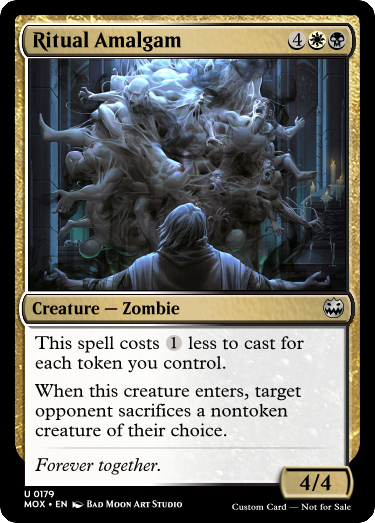 Ritual Amalgam 4
Creature — Zombie
This spell costs 1 less to cast for
each token you control.
When this creature enters, target
opponent sacrifices a nontoken
creature of their choice.
Forever together.
4/4
U 0179
MOX • EN Bad Moon Art Studio
Custom Card — Not for Sale